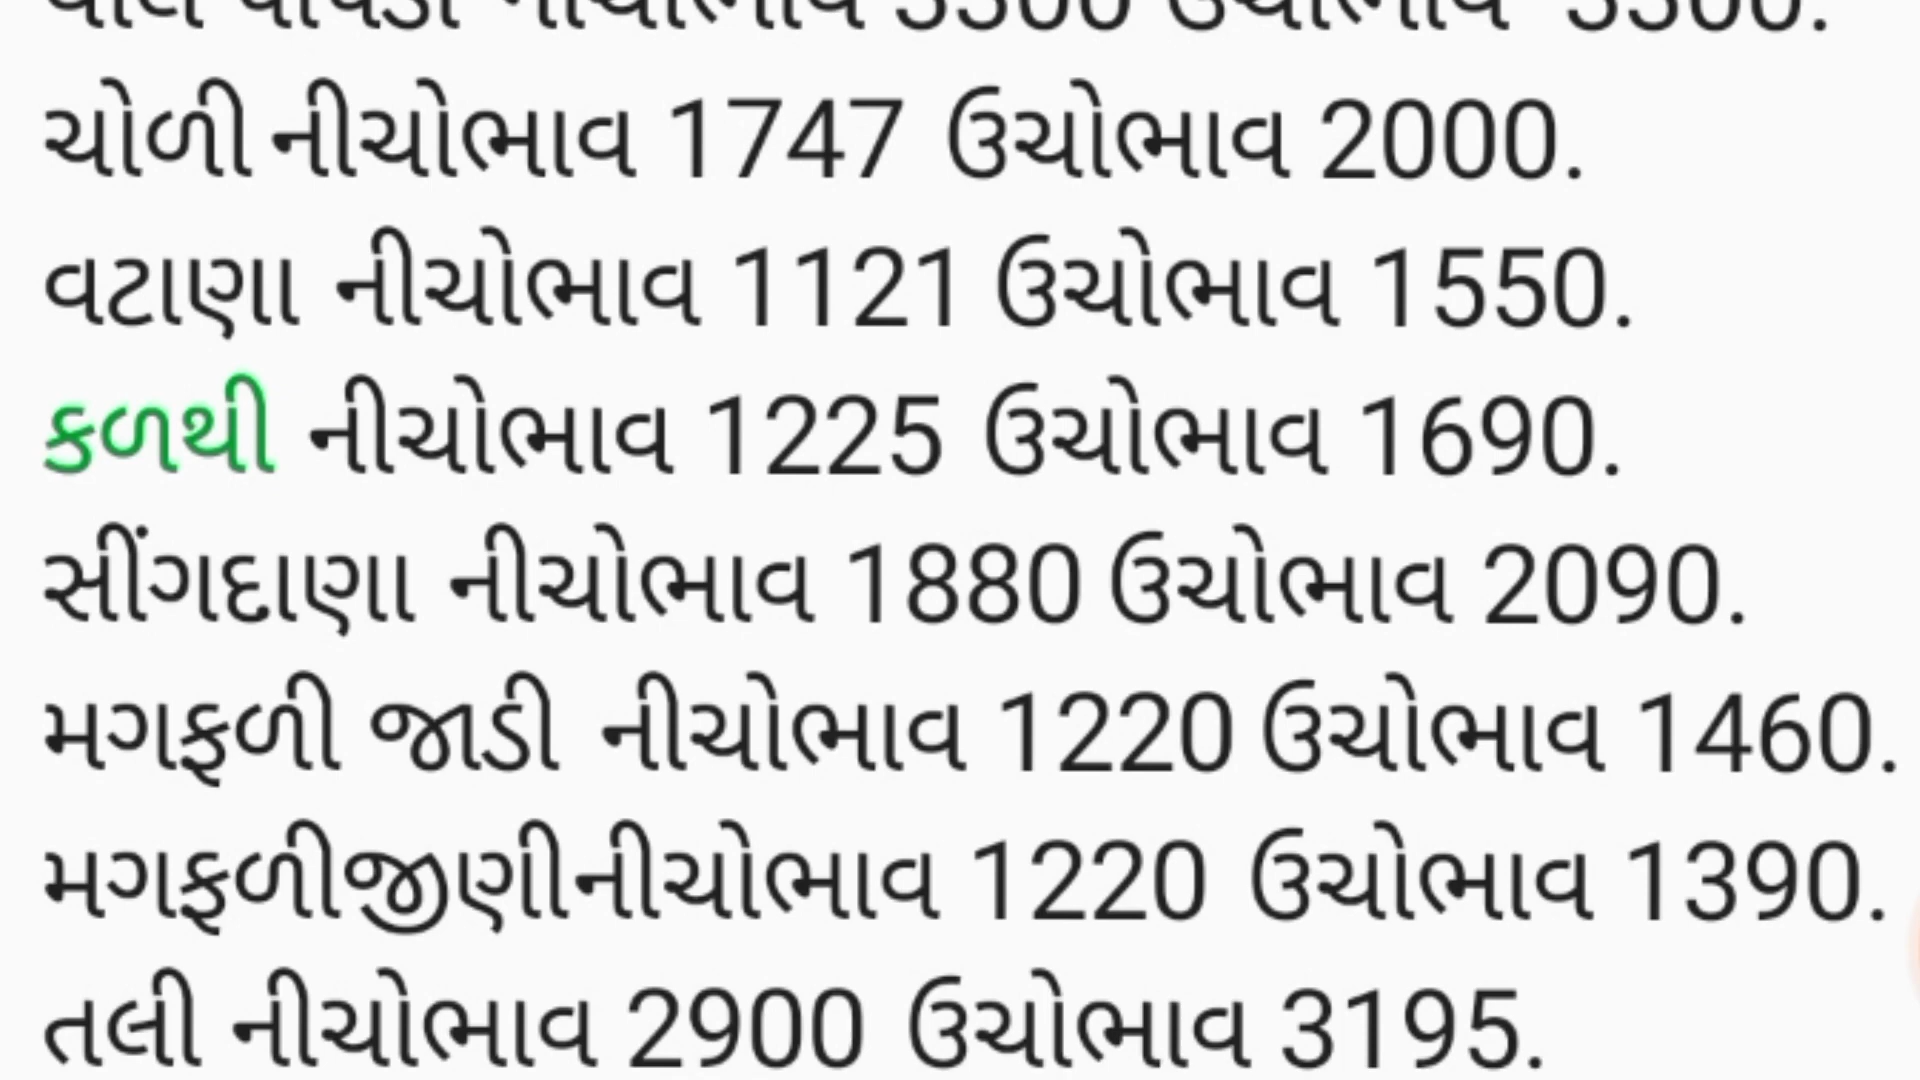 નીચોભાવ ઉચોભાવ
ચોળી નીચોભાવ 1747 ઉચોભાવ 2000.
વટાણા નીચોભાવ 1121 ઉચોભાવ 1550.
કળથી નીચોભાવ 1225 ઉચોભાવ 1690.
સીંગદાણા નીચોભાવ 1880 ઉચોભાવ 2090.
મગફળી જાડી નીચોભાવ 1220 ઉચોભાવ 1460.
મગફળીજીણીનીચોભાવ 1220 ઉચોભાવ 1390.
તલી નીચોભાવ 2900 ઉચોભાવ 3195.